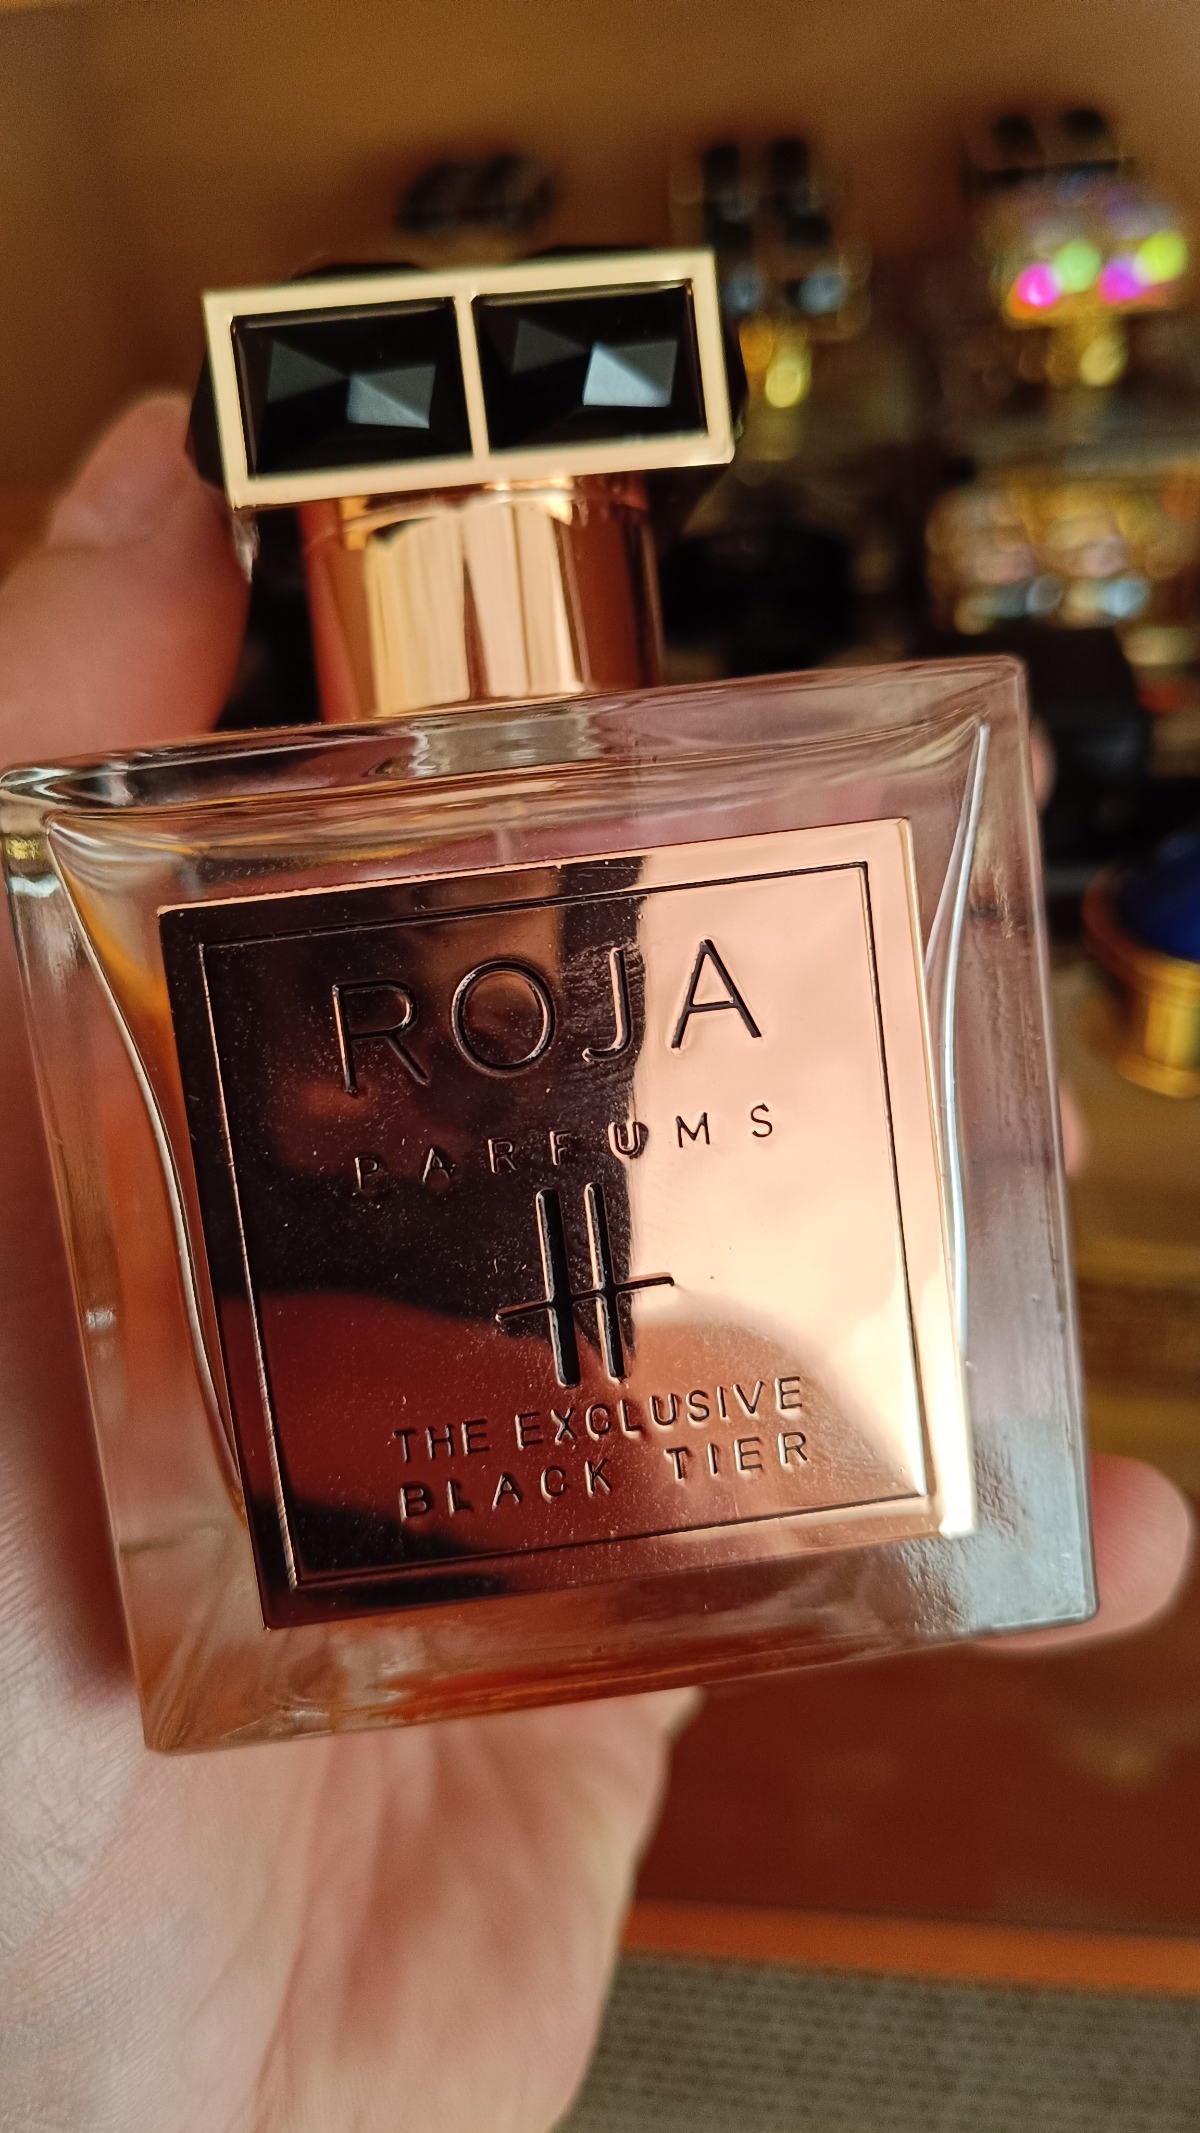 ROJA
PARFUMS
H
THE EXCLUSIVE
BLACK TIER